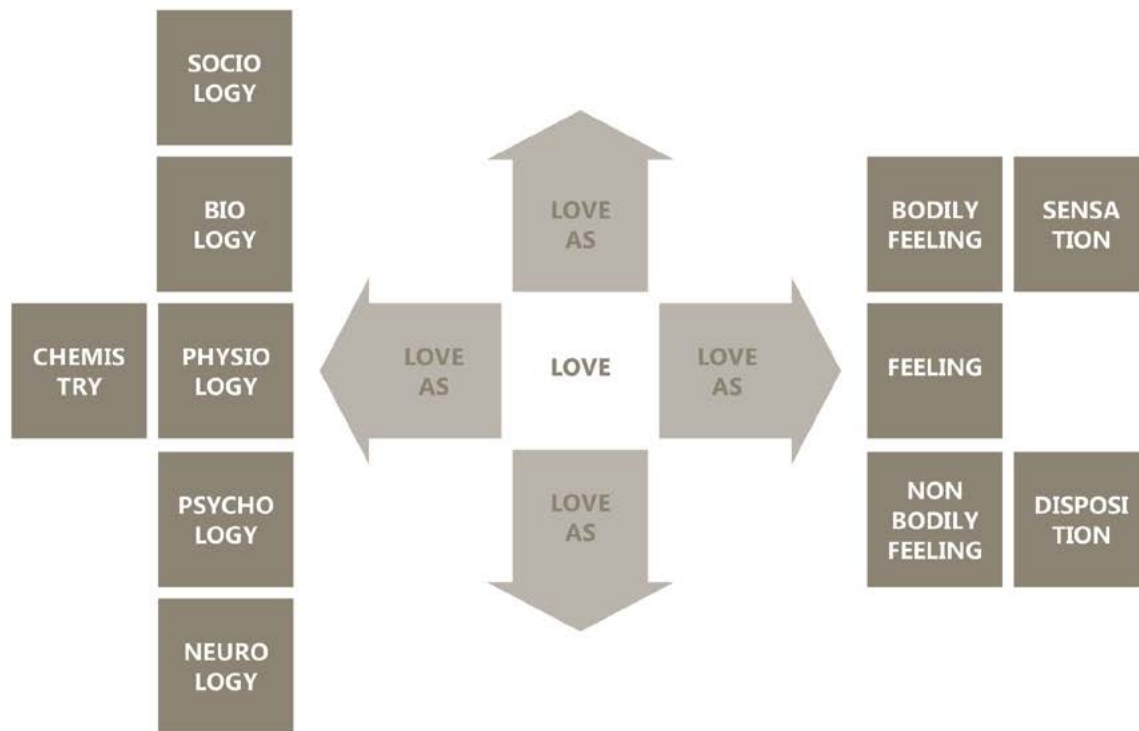 SOCIO
LOGY
BIO
LOGY
LOVE
AS
BODILY
FEELING
SENSA
TION
CHEMIS
TRY
PHYSIO
LOGY
LOVE
AS
LOVE
LOVE
AS
FEELING
PSYCHO
LOGY
LOVE
AS
NON
BODILY
FEELING
DISPOSI
TION
NEURO
LOGY